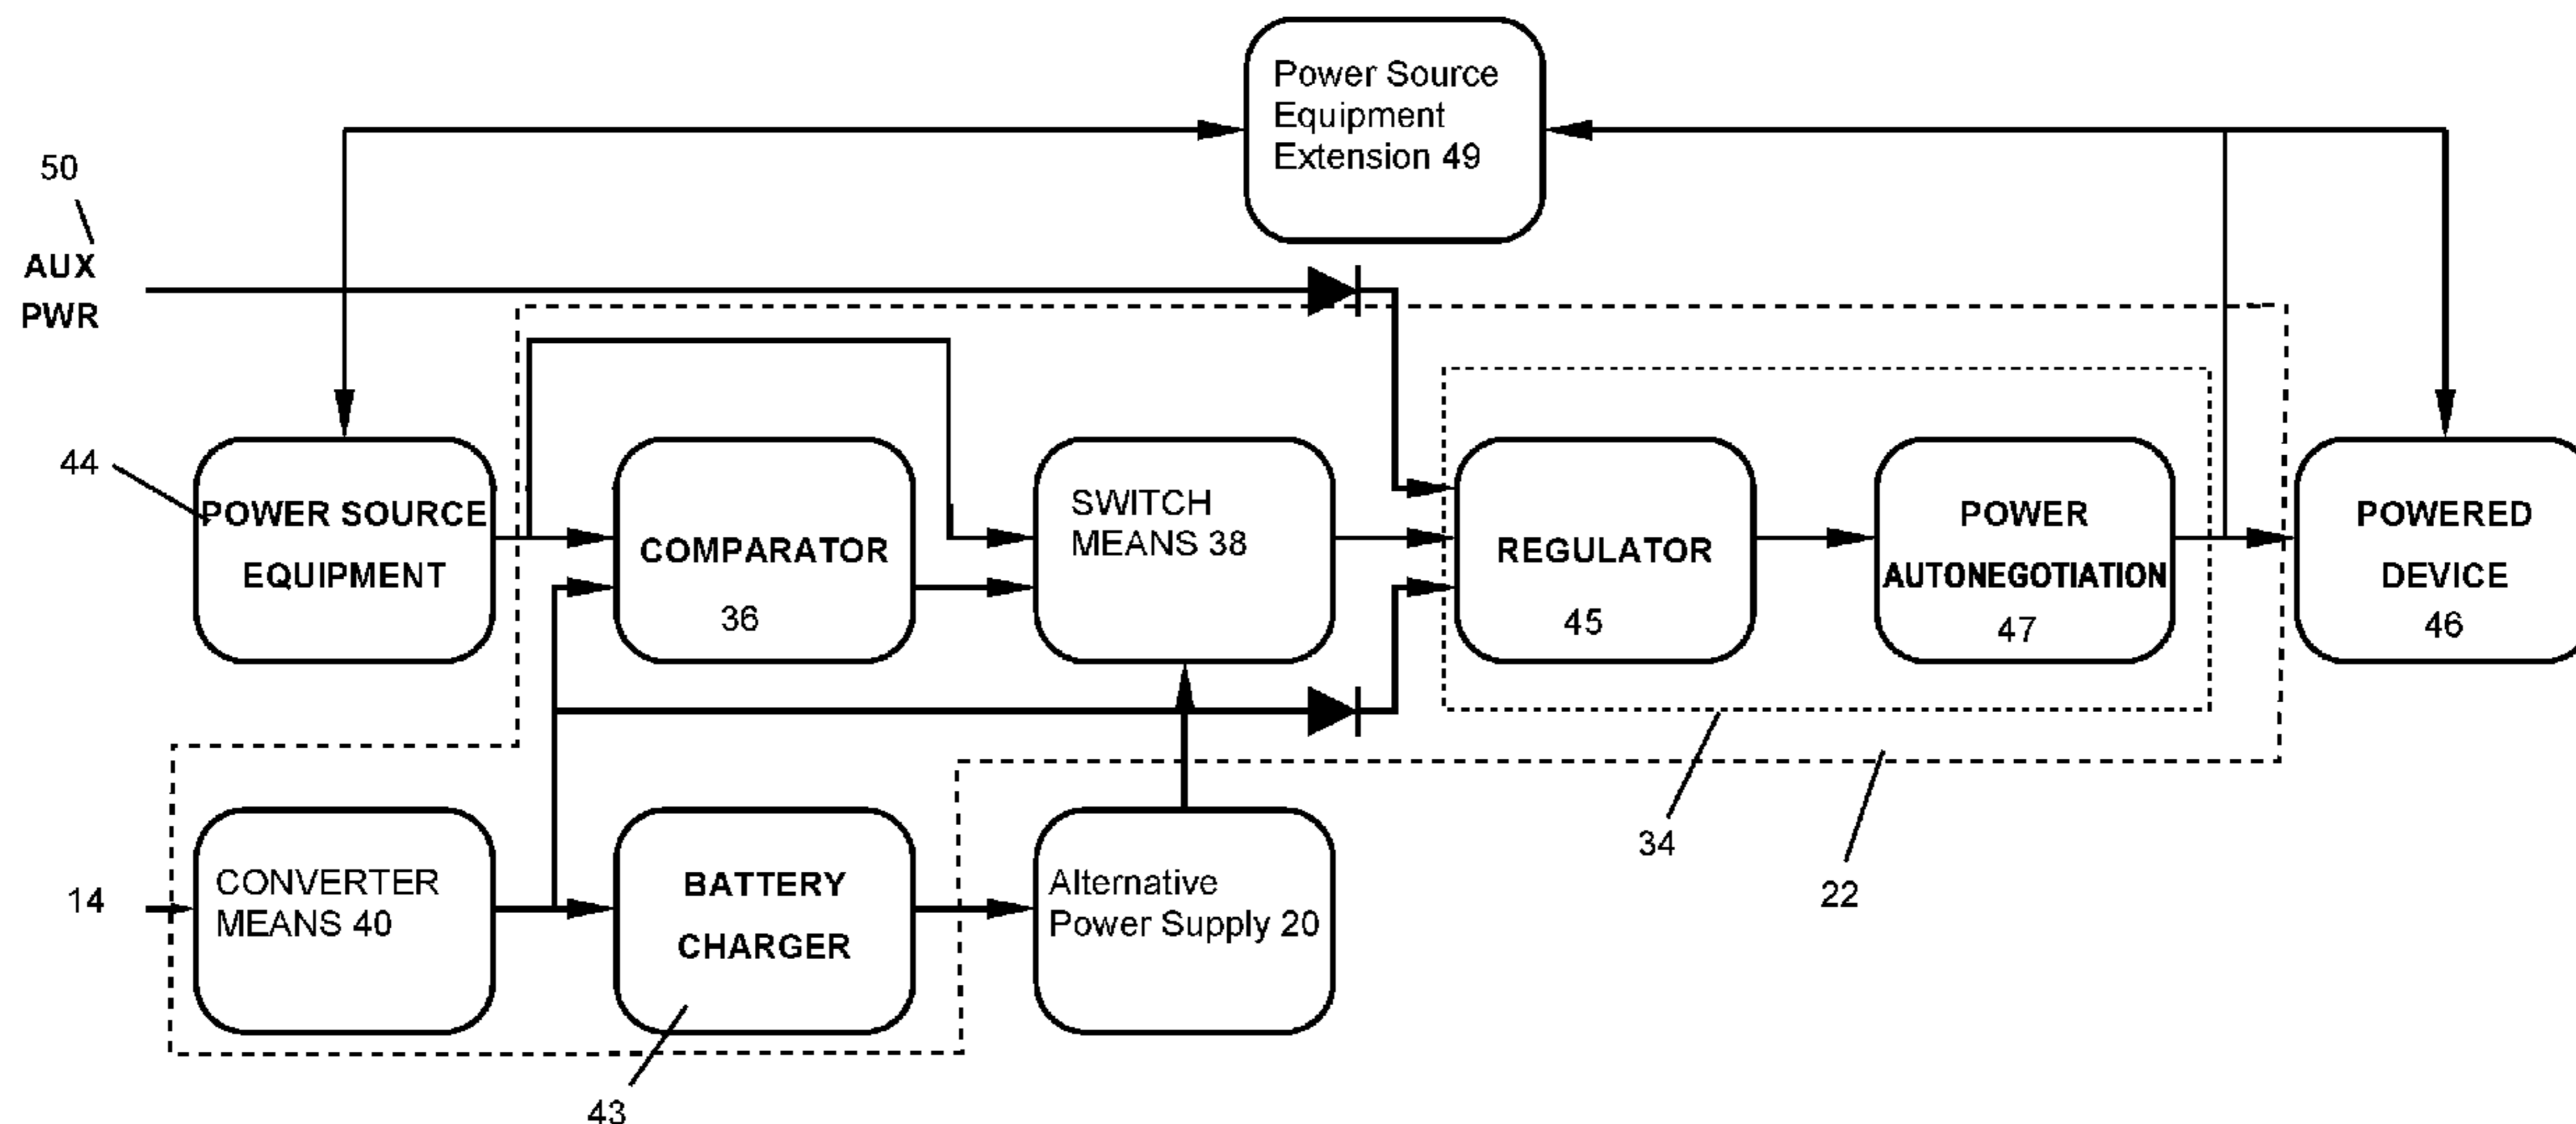 Power Source
Equipment
Extension 49
50
AUX
PWR
44
POWER SOURCE
EQUIPMENT
COMPARATOR
36
SWITCH
MEANS 38
REGULATOR
45
POWER
AUTONEGOTIATION
47
POWERED
DEVICE
46
34
22
14
CONVERTER
MEANS 40
BATTERY
CHARGER
43
Alternative
Power Supply 20